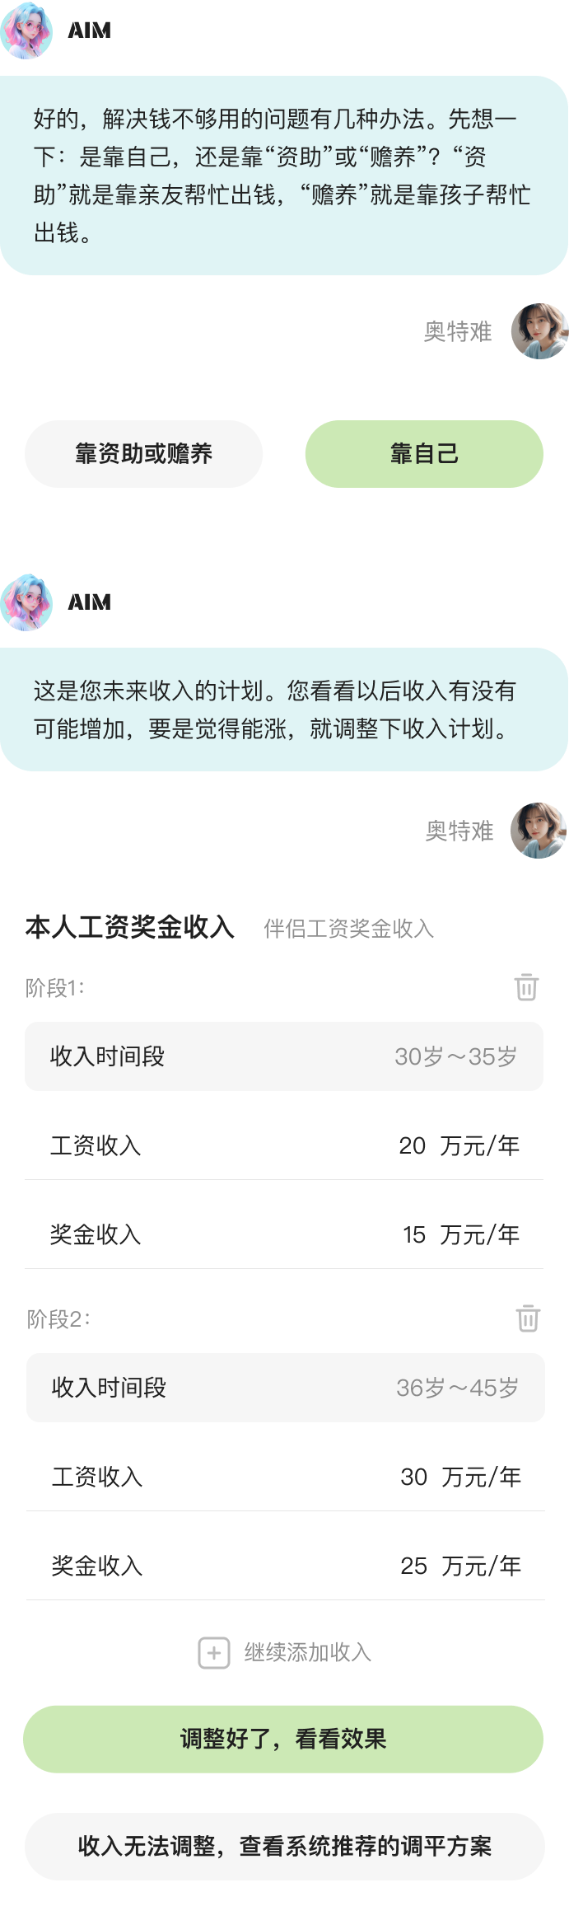 AIM
好的，解决钱不够用的问题有几种办法。先想一
下：是靠自己，还是靠“资助”或“赡养”？“资
助”就是靠亲友帮忙出钱，“赡养”就是靠孩子帮忙
出钱。
奥特难
靠资助或赡养
靠自己
AIM
这是您未来收入的计划。您看看以后收入有没有
可能增加，要是觉得能涨，就调整下收入计划。
奥特难
本人工资奖金收入 伴侣工资奖金收入
阶段1：
收入时间段 30岁～35岁
工资收入 20 万元/年
奖金收入 15 万元/年
阶段2：
收入时间段 36岁～45岁
工资收入 30 万元/年
奖金收入 25 万元/年
继续添加收入
调整好了，看看效果
收入无法调整，查看系统推荐的调平方案